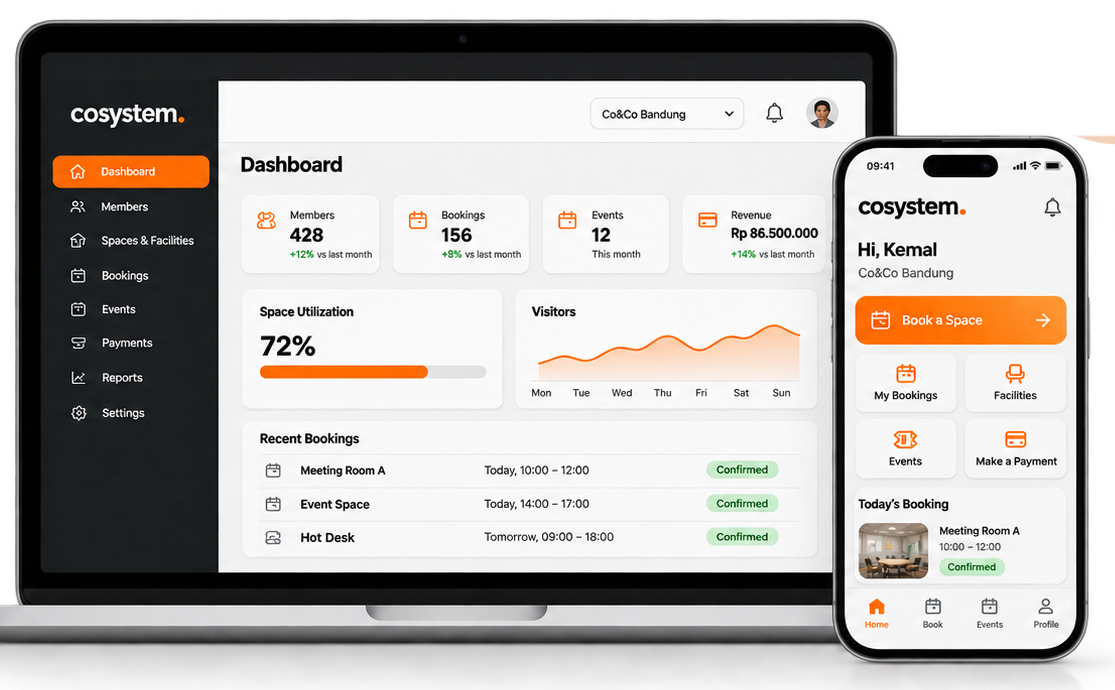 cosystem.
Dashboard
Members
Spaces & Facilities
Bookings
Events
Payments
Reports
Settings
Co&Co Bandung
Dashboard
Members
428
+12% vs last month
Bookings
156
+8% vs last month
Events
12
This month
Revenue
Rp 86.500.000
+14% vs last month
Space Utilization
72%
Visitors
Mon Tue Wed Thu Fri Sat Sun
Recent Bookings
Meeting Room A Today, 10:00 – 12:00 Confirmed
Event Space Today, 14:00 – 17:00 Confirmed
Hot Desk Tomorrow, 09:00 – 18:00 Confirmed
09:41
cosystem.
Hi, Kemal
Co&Co Bandung
Book a Space
My Bookings
Facilities
Events
Make a Payment
Today's Booking
Meeting Room A
10:00 – 12:00
Confirmed
Home Book Events Profile